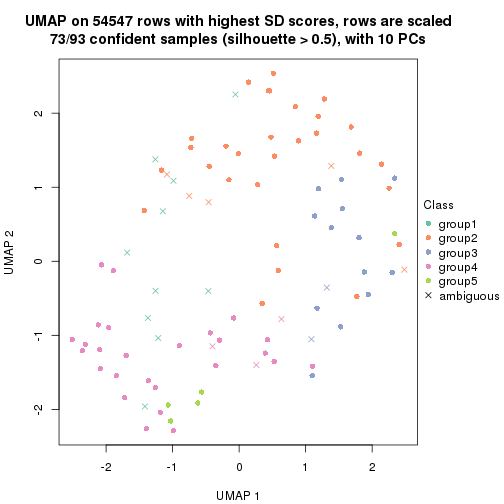 UMAP on 54547 rows with highest SD scores, rows are scaled
73/93 confident samples (silhouette > 0.5), with 10 PCs
2
1
0
-1
-2
UMAP 2
-2
-1
0
1
2
UMAP 1
Class
group1
group2
group3
group4
group5
ambiguous